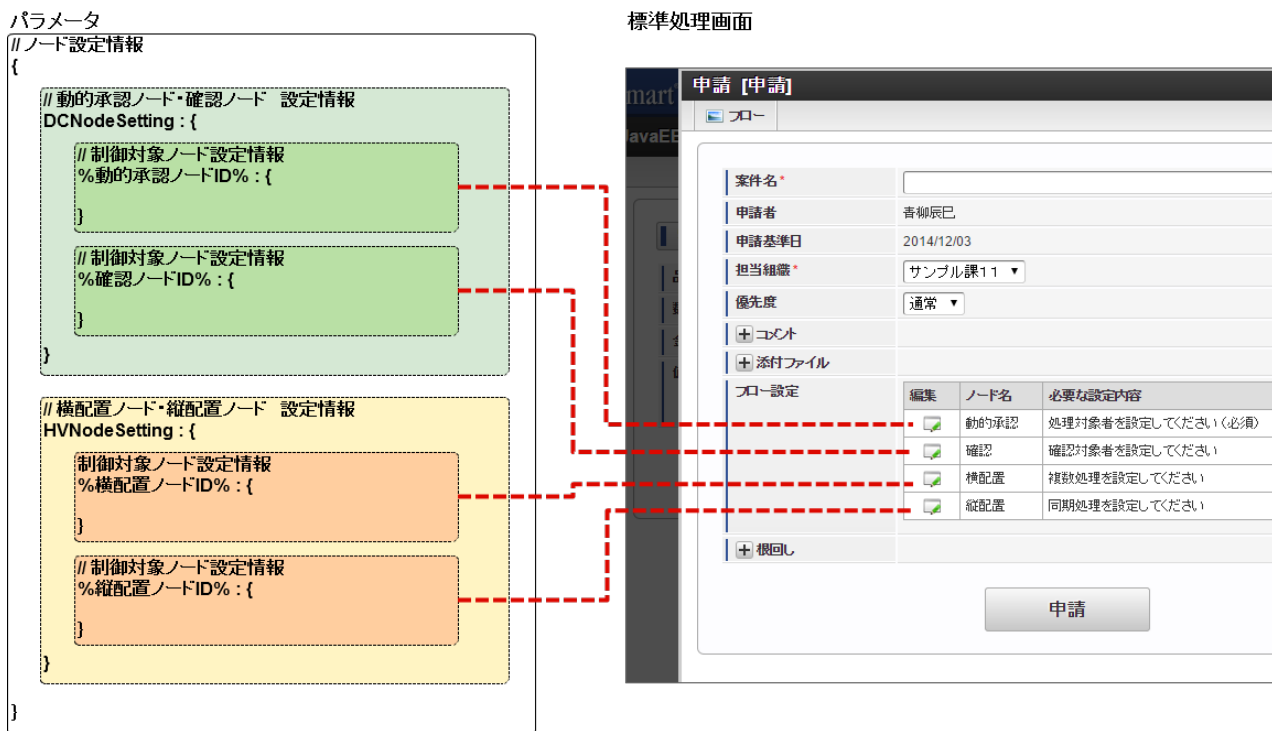 パラメータ
//ノード設定情報
{
//動的承認ノード・確認ノード 設定情報
DCNodeSetting : {
//制御対象ノード設定情報
%動的承認ノードID% : {
}
//制御対象ノード設定情報
%確認ノードID% : {
}
}
//横配置ノード・縦配置ノード 設定情報
HVNodeSetting : {
制御対象ノード設定情報
%横配置ノードID% : {
}
//制御対象ノード設定情報
%縦配置ノードID% : {
}
}
}
標準処理画面
mart
JavaEE
申請 [申請]
フロー
案件名*
申請者 青柳辰巳
申請基準日 2014/12/03
担当組織* サンプル課11 ▼
優先度 通常 ▼
コメント
添付ファイル
フロー設定
編集 ノード名 必要な設定内容
動的承認 処理対象者を設定してください(必須)
確認 確認対象者を設定してください
横配置 複数処理を設定してください
縦配置 同期処理を設定してください
根回し
申請